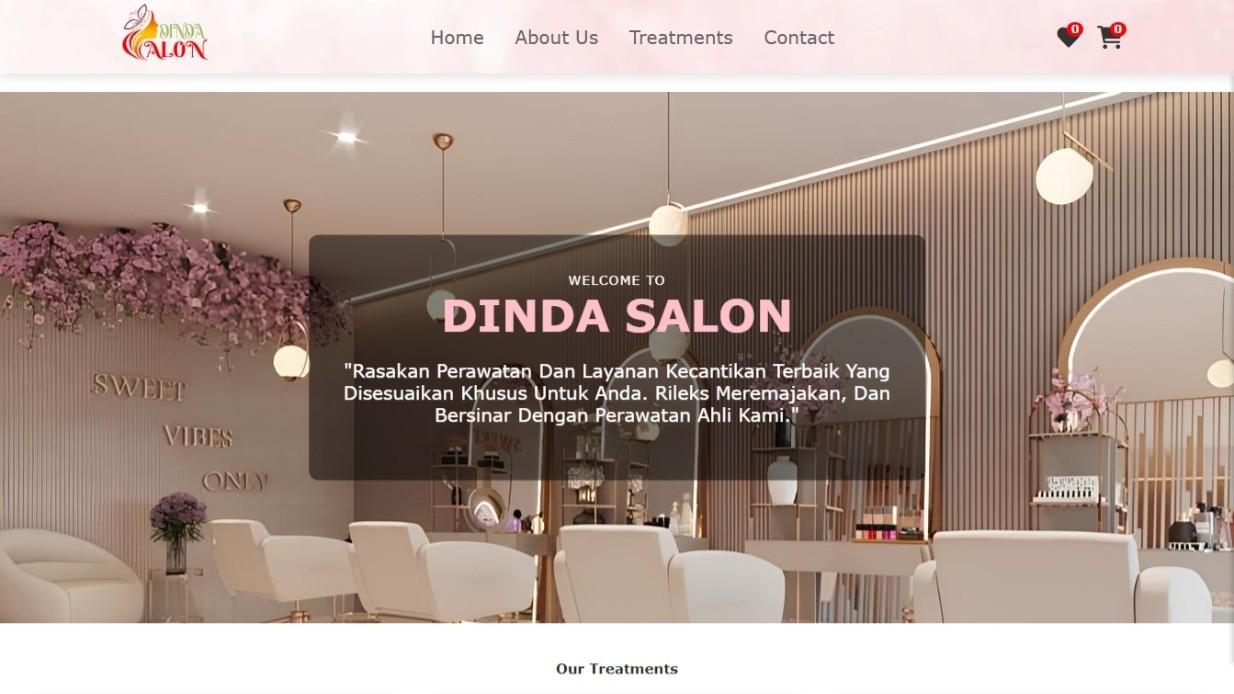 DINDA
SALON
Home
About Us
Treatments
Contact
0
0
SWEET
VIBES
ONLY
WELCOME TO
DINDA SALON
"Rasakan Perawatan Dan Layanan Kecantikan Terbaik Yang
Disesuaikan Khusus Untuk Anda. Rileks Meremajakan, Dan
Bersinar Dengan Perawatan Ahli Kami."
Our Treatments